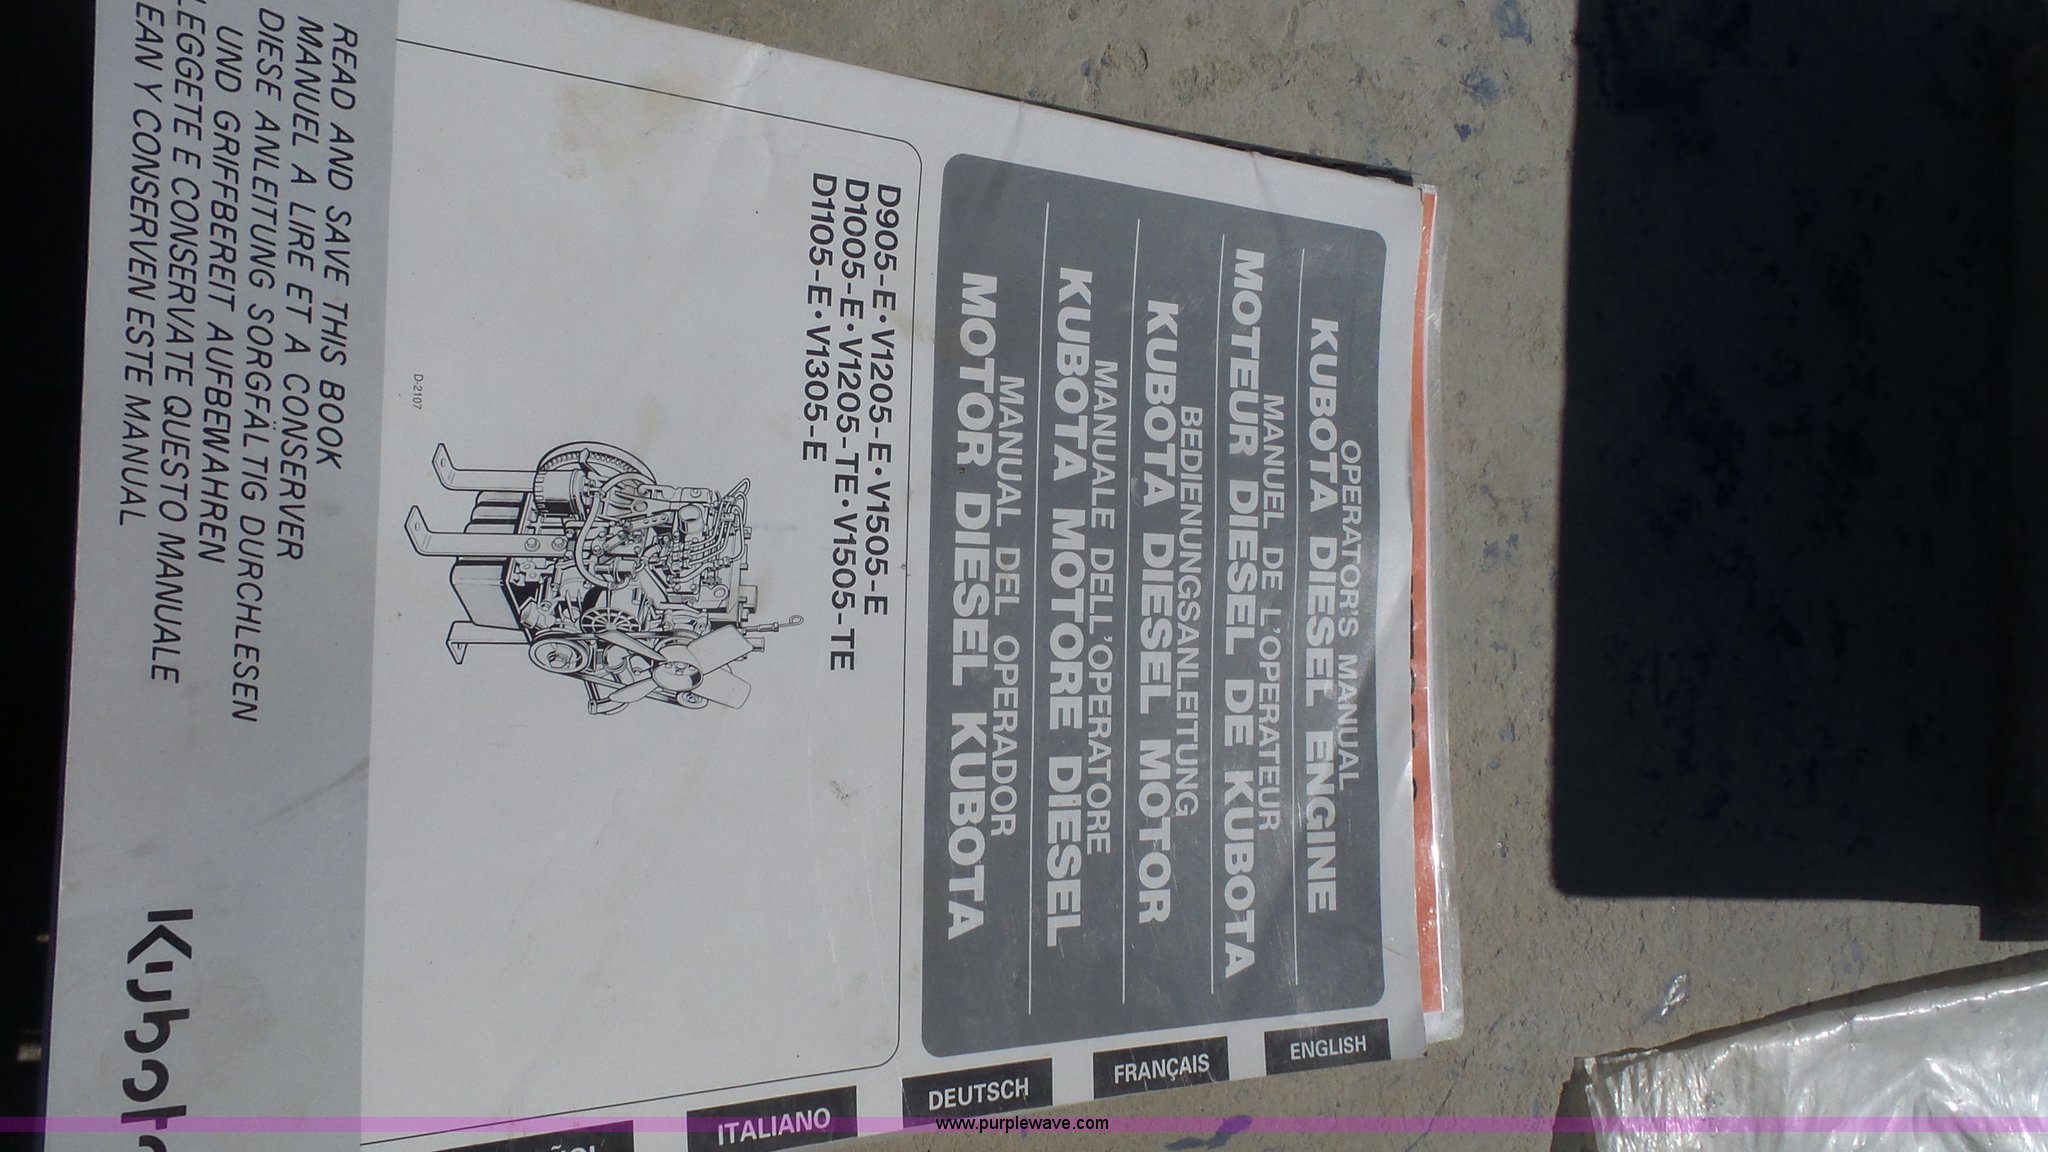 OPERATOR'S MANUAL
KUBOTA DIESEL ENGINE
MANUEL DE L'OPERATEUR
MOTEUR DIESEL DE KUBOTA
BEDIENUNGSANLEITUNG
KUBOTA DIESEL MOTOR
MANUALE DELL'OPERATORE
KUBOTA MOTORE DIESEL
MANUAL DEL OPERADOR
MOTOR DIESEL KUBOTA
ENGLISH
FRANÇAIS
DEUTSCH
ITALIANO
D905-E•V1205-E•V1505-E
D1005-E•V1205-TE•V1505-TE
D1105-E•V1305-E
D-2107
READ AND SAVE THIS BOOK
MANUEL A LIRE ET A CONSERVER
DIESE ANLEITUNG SORGFÄLTIG DURCHLESEN
UND GRIFFBEREIT AUFBEWAHREN
LEGGETE E CONSERVATE QUESTO MANUALE
EAN Y CONSERVEN ESTE MANUAL
Kubota
www.purplewave.com